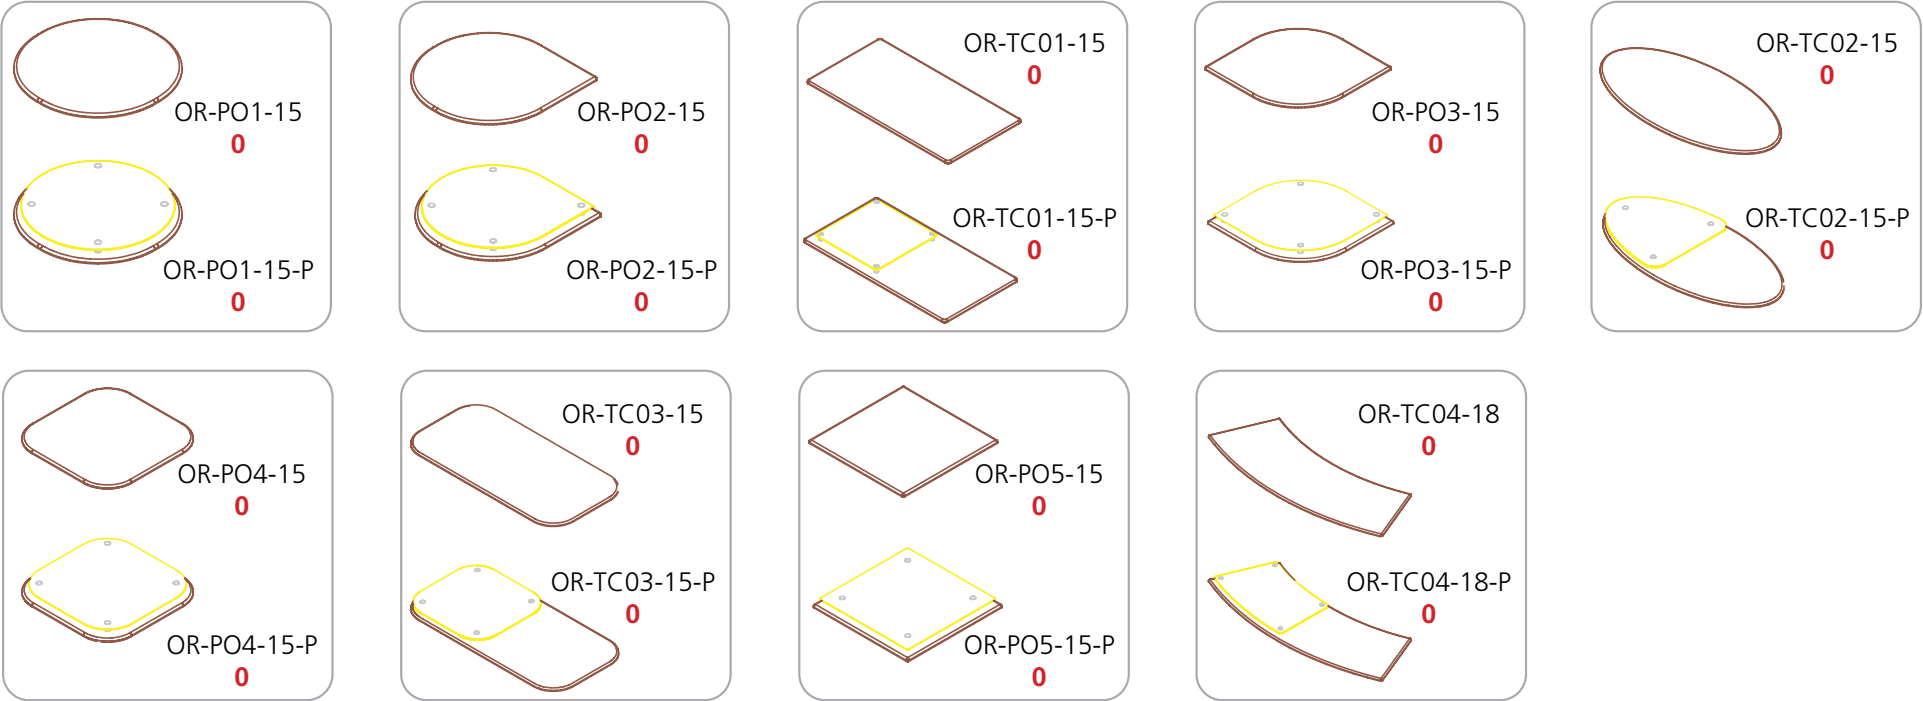 OR-PO1-15
0
OR-PO1-15-P
0
OR-PO2-15
0
OR-PO2-15-P
0
OR-TC01-15
0
OR-TC01-15-P
0
OR-PO3-15
0
OR-PO3-15-P
0
OR-TC02-15
0
OR-TC02-15-P
0
OR-PO4-15
0
OR-PO4-15-P
0
OR-TC03-15
0
OR-TC03-15-P
0
OR-PO5-15
0
OR-PO5-15-P
0
OR-TC04-18
0
OR-TC04-18-P
0